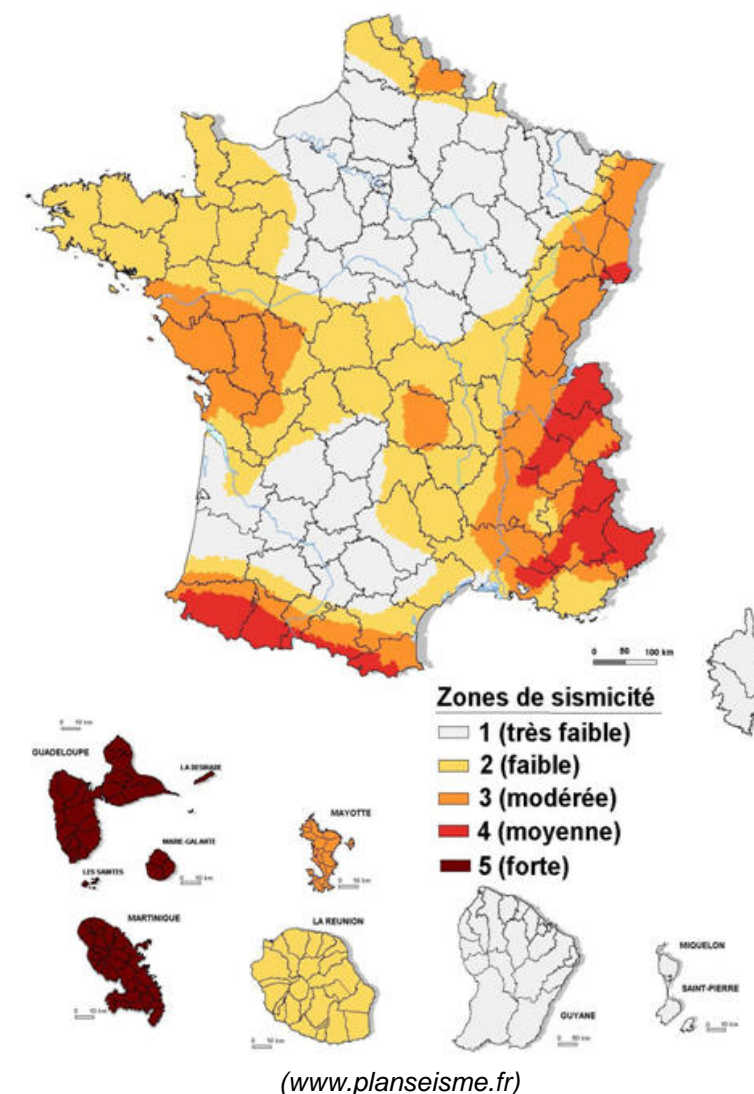 0 50 100 km
Zones de sismicité
1 (très faible)
2 (faible)
3 (modérée)
4 (moyenne)
5 (forte)
GUADELOUPE
LA DESIRADE
MARIE-GALANTE
LES SAINTES
MAYOTTE
MARTINIQUE
LA REUNION
GUYANE
MIQUELON
SAINT-PIERRE
(www.planseisme.fr)